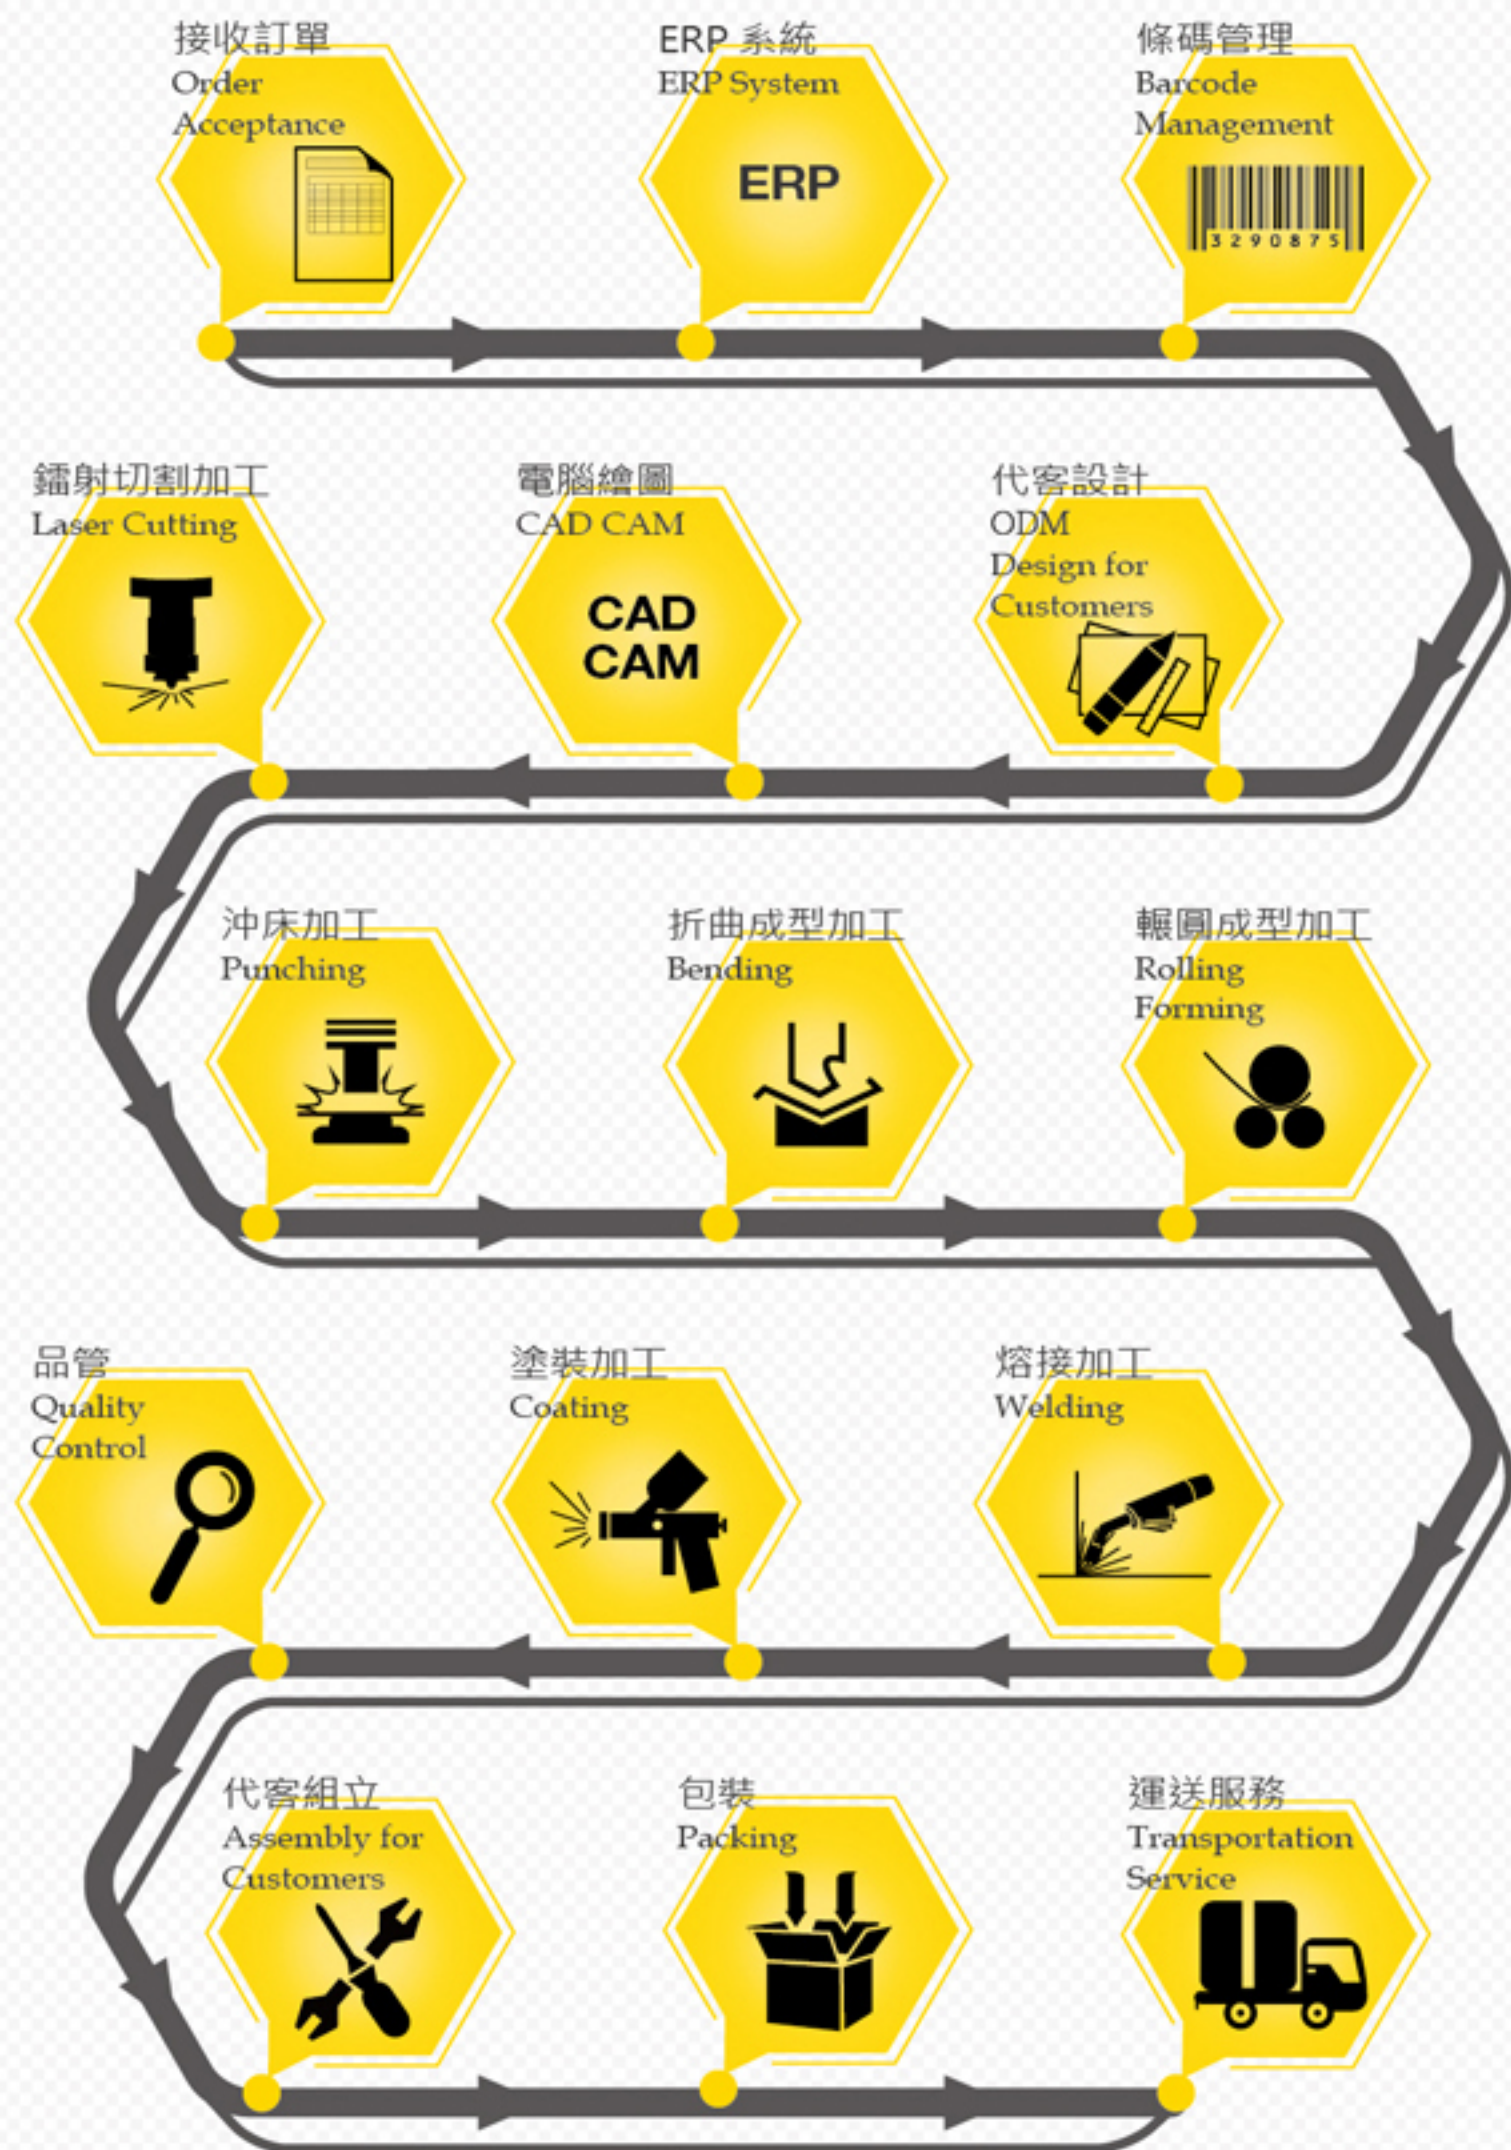 接收訂單
Order
Acceptance
ERP 系統
ERP System
ERP
條碼管理
Barcode
Management
3290875
鐳射切割加工
Laser Cutting
電腦繪圖
CAD CAM
CAD
CAM
代客設計
ODM
Design for
Customers
沖床加工
Punching
折曲成型加工
Bending
輾圓成型加工
Rolling
Forming
品管
Quality
Control
塗裝加工
Coating
熔接加工
Welding
代客組立
Assembly for
Customers
包裝
Packing
運送服務
Transportation
Service